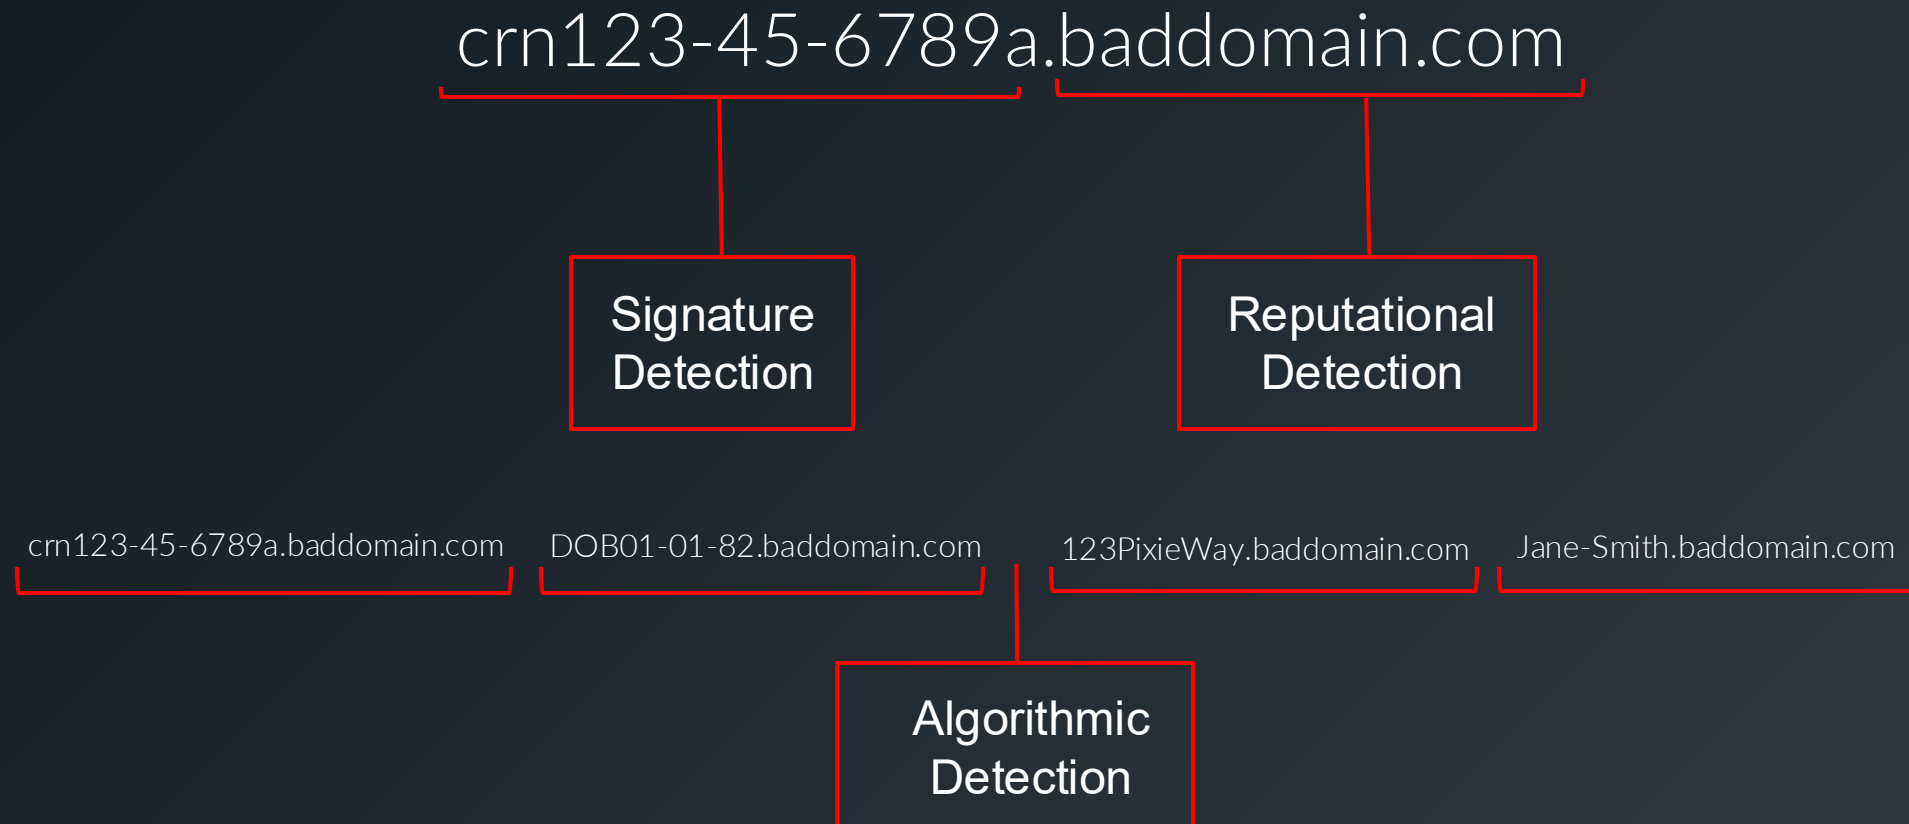 crn123-45-6789a.baddomain.com
Signature
Detection
Reputational
Detection
crn123-45-6789a.baddomain.com
DOB01-01-82.baddomain.com
123PixieWay.baddomain.com
Jane-Smith.baddomain.com
Algorithmic
Detection